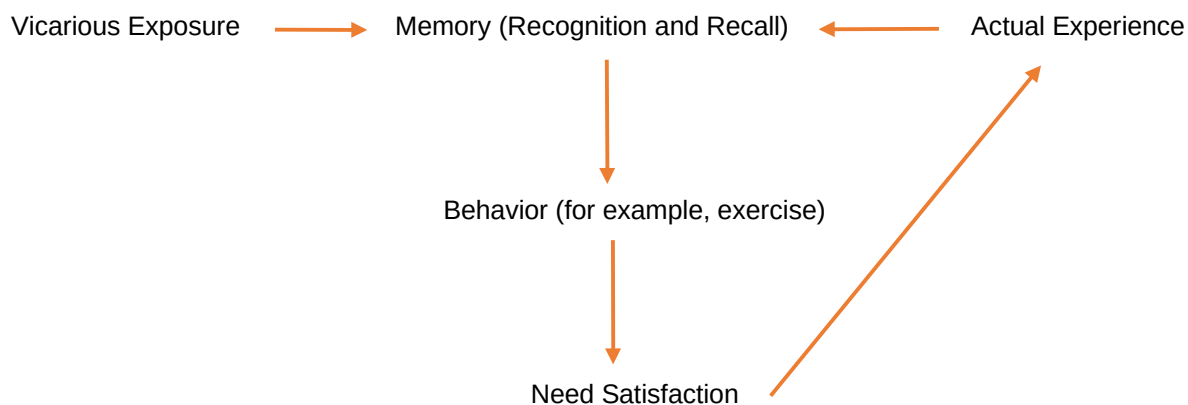 Vicarious Exposure
Memory (Recognition and Recall)
Actual Experience
Behavior (for example, exercise)
Need Satisfaction